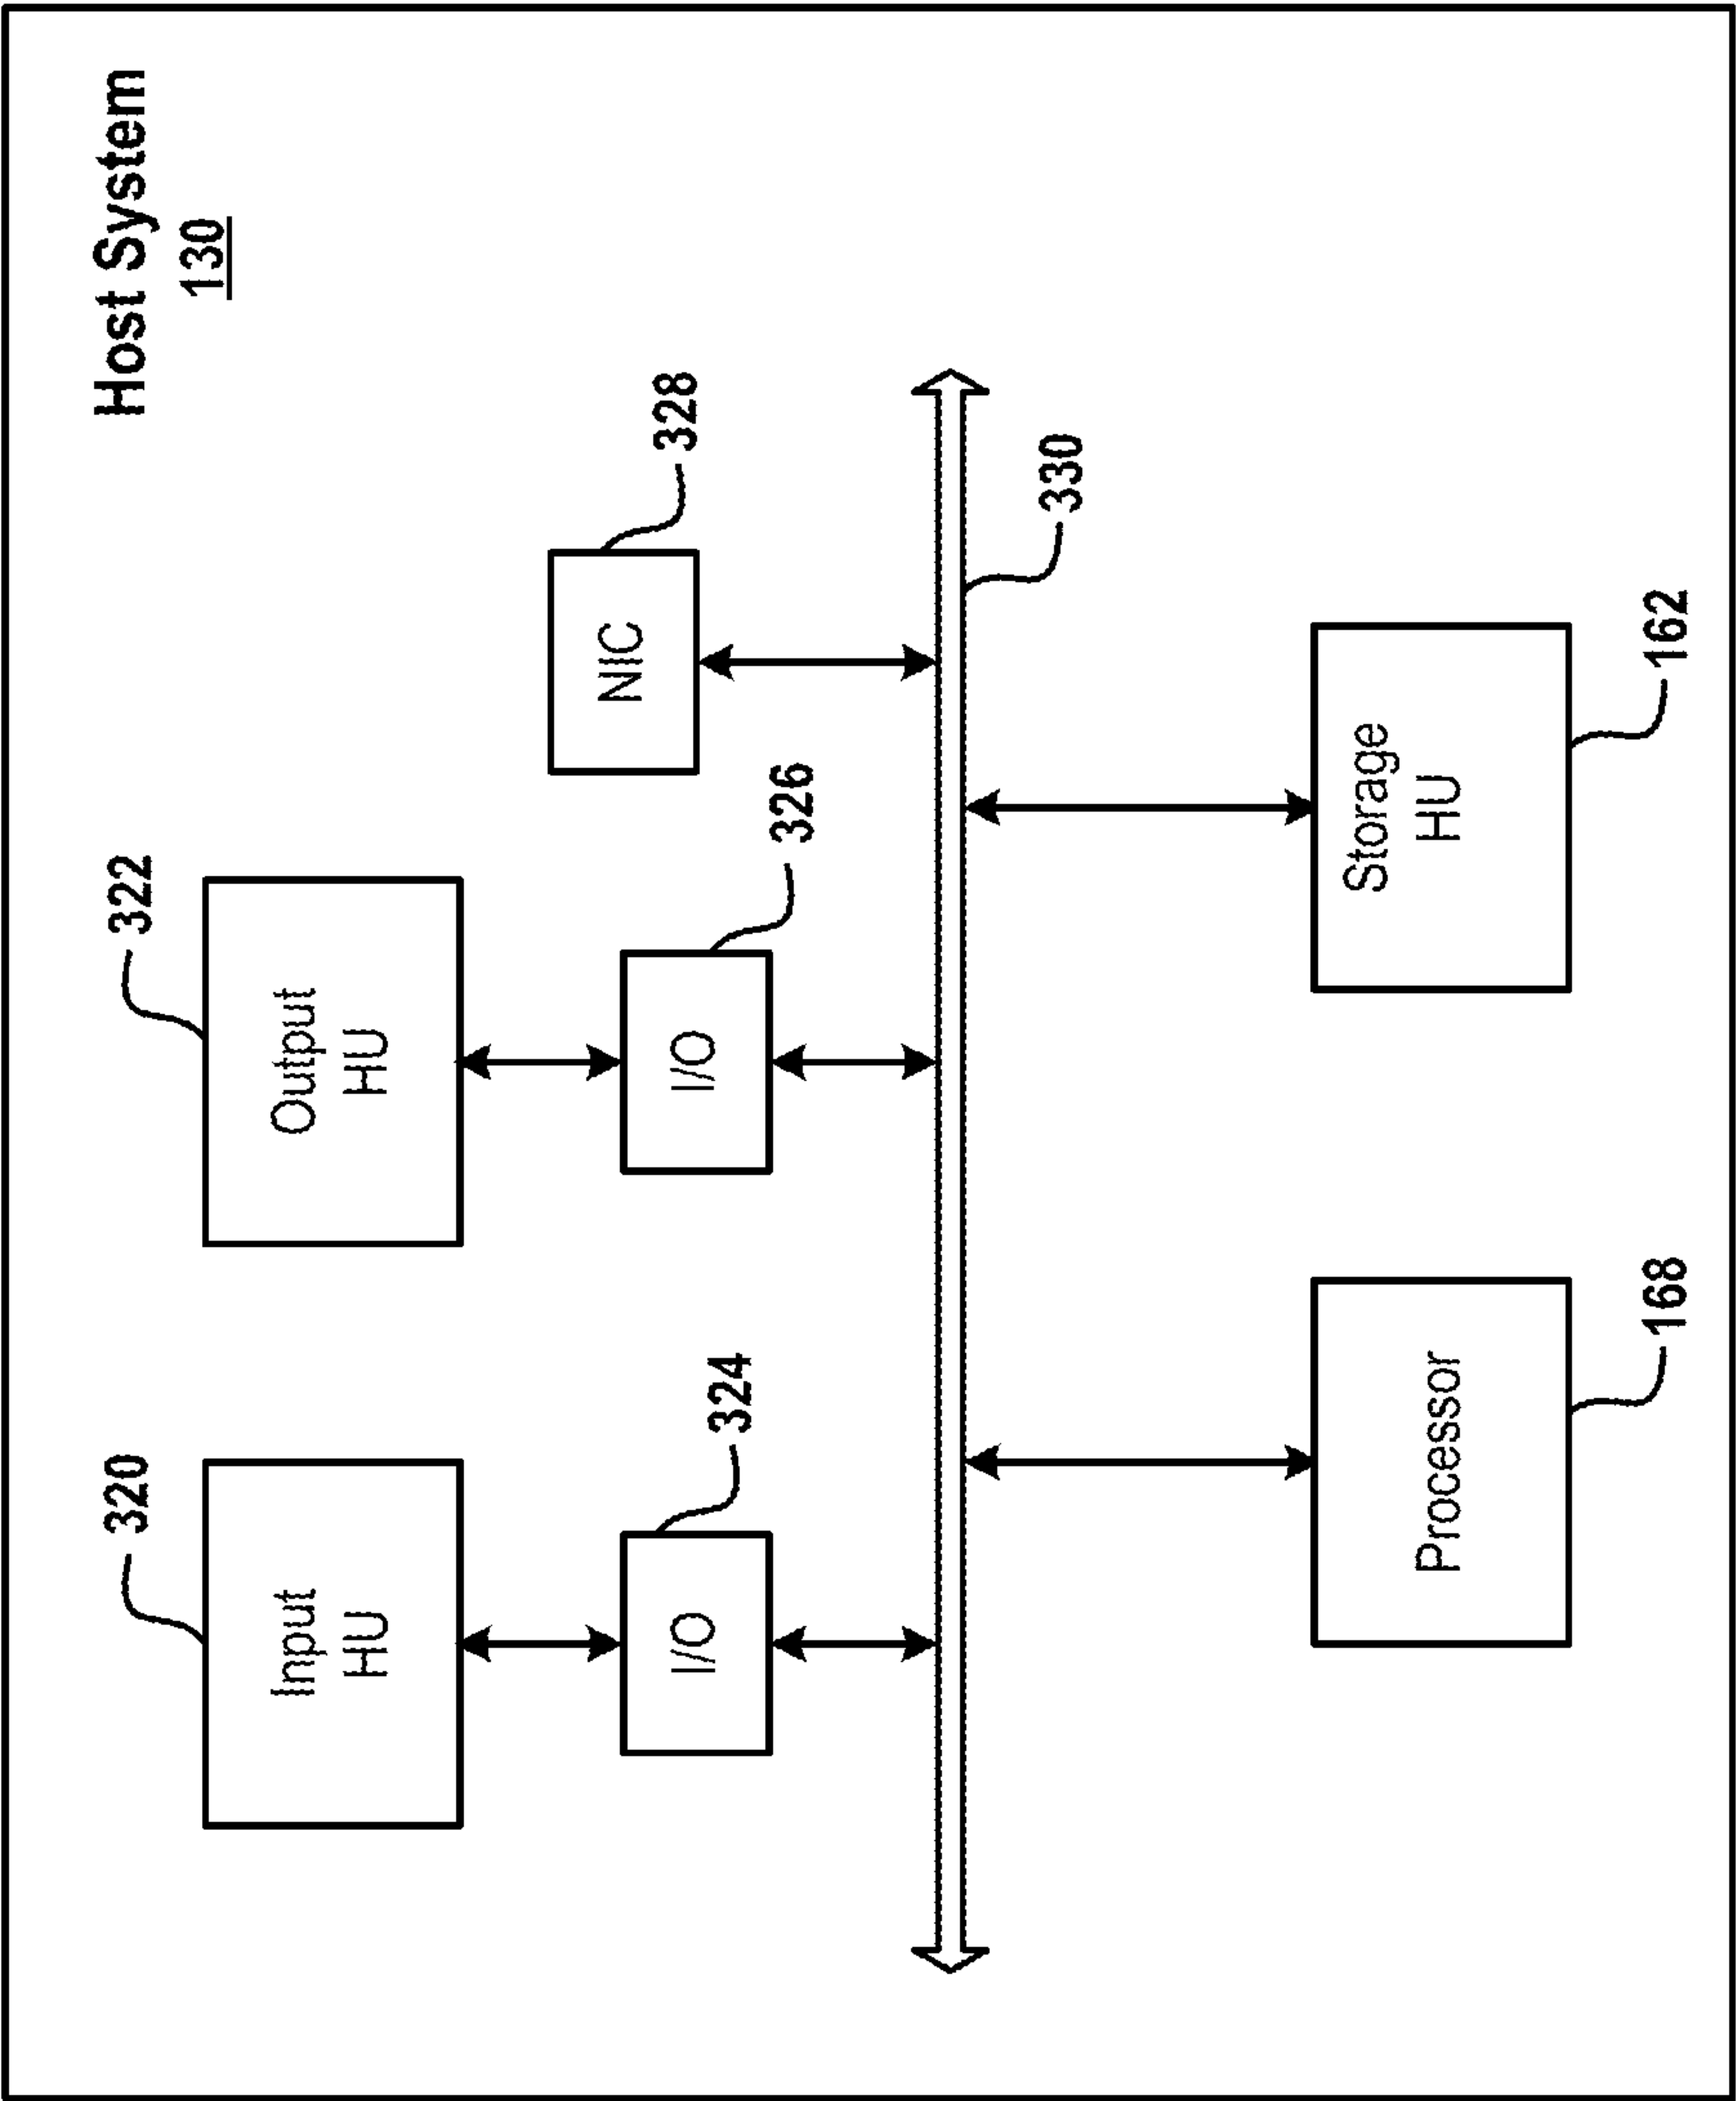 Host System
130
320
Input
HU
322
Output
HU
324
I/O
326
I/O
328
NIC
330
168
Processor
162
Storage
HU